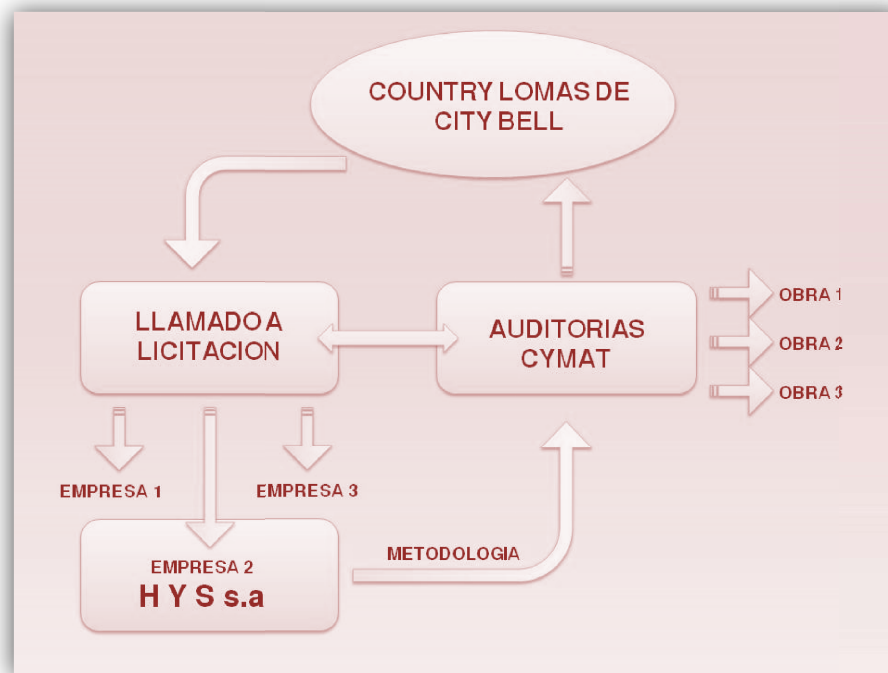 COUNTRY LOMAS DE
CITY BELL
LLAMADO A
LICITACION
AUDITORIAS
CYMAT
OBRA 1
OBRA 2
OBRA 3
EMPRESA 1
EMPRESA 3
EMPRESA 2
H Y S s.a
METODOLOGIA